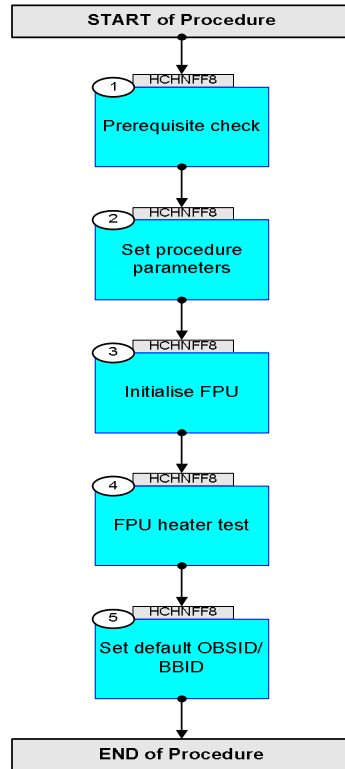 START of Procedure
HCHNFF8
1
Prerequisite check
HCHNFF8
2
Set procedure
parameters
HCHNFF8
3
Initialise FPU
HCHNFF8
4
FPU heater test
HCHNFF8
5
Set default OBSID/
BBID
END of Procedure